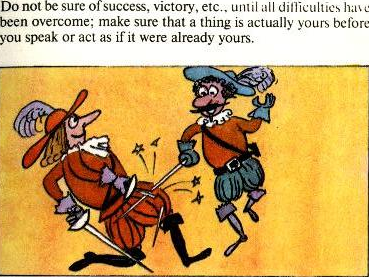 Do not be sure of success, victory, etc., until all difficulties have
been overcome; make sure that a thing is actually yours before
you speak or act as if it were already yours.